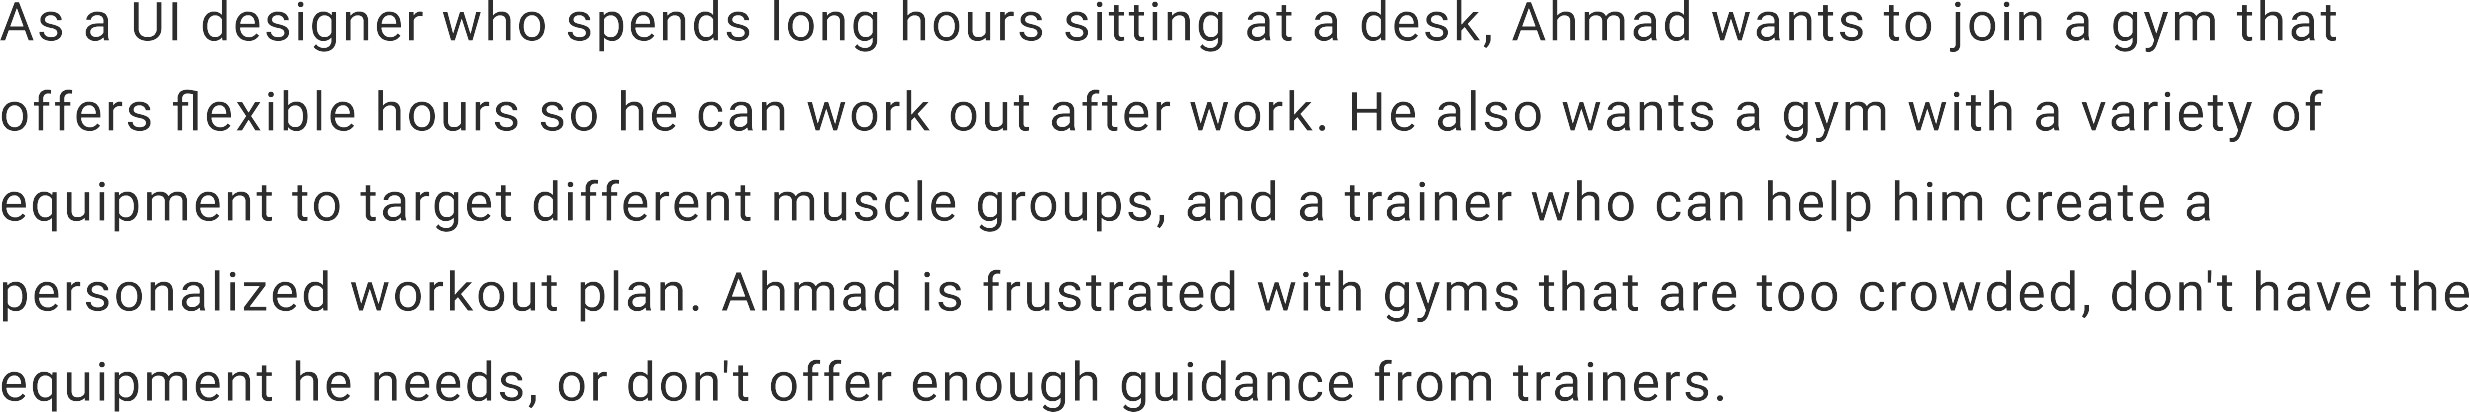 As a UI designer who spends long hours sitting at a desk, Ahmad wants to join a gym that
offers flexible hours so he can work out after work. He also wants a gym with a variety of
equipment to target different muscle groups, and a trainer who can help him create a
personalized workout plan. Ahmad is frustrated with gyms that are too crowded, don't have the
equipment he needs, or don't offer enough guidance from trainers.